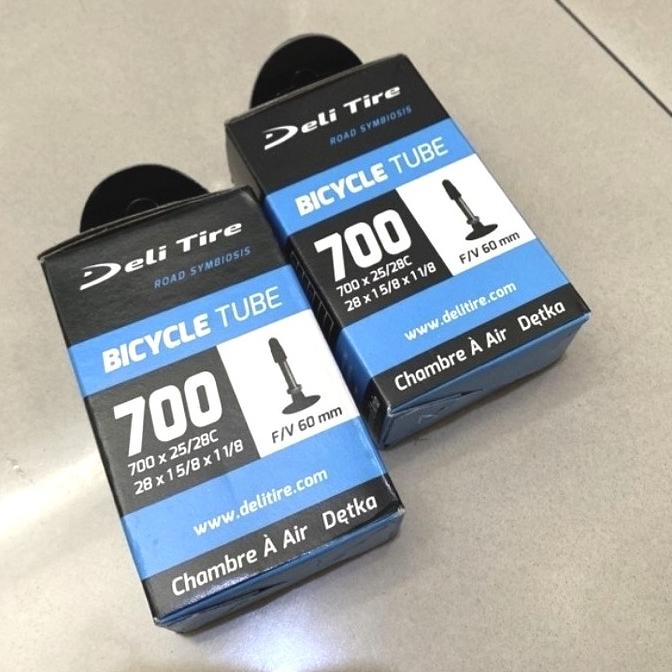 Deli Tire
ROAD SYMBIOSIS
BICYCLE TUBE
700
700 x 25/28C
28 x 1 5/8 x 1 1/8
F/V 60 mm
www.delitire.com
Chambre À Air Dętka
Deli Tire
ROAD SYMBIOSIS
BICYCLE TUBE
700
700 x 25/28C
28 x 1 5/8 x 1 1/8
F/V 60 mm
www.delitire.com
Chambre À Air Dętka